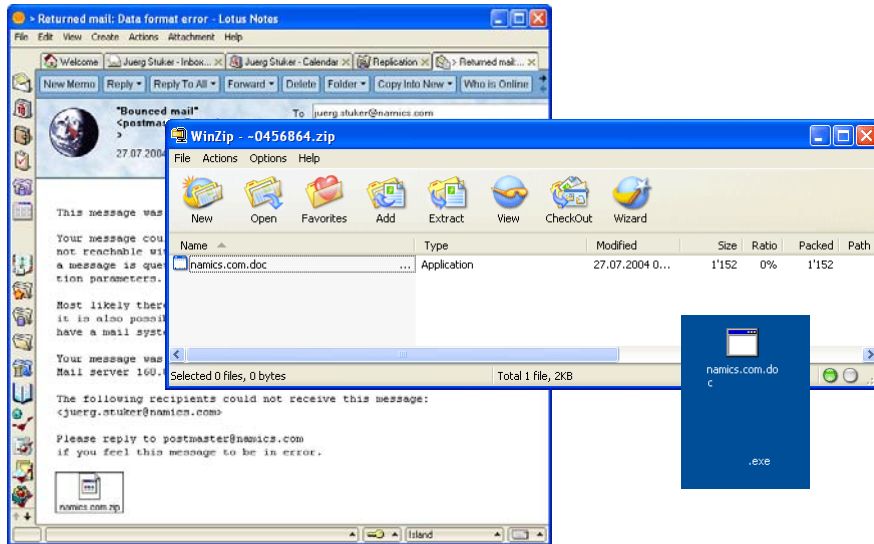 > Returned mail: Data format error - Lotus Notes
File Edit View Create Actions Attachment Help
Welcome Juerg Stuker - Inbox... Juerg Stuker - Calendar Replication > Returned mail:...
New Memo Reply Reply To All Forward Delete Folder Copy Into New Who is Online
"Bounced mail"
<postmas
>
27.07.2004
To juerg.stuker@namics.com
WinZip - ~0456864.zip
File Actions Options Help
New Open Favorites Add Extract View CheckOut Wizard
Name Type Modified Size Ratio Packed Path
namics.com.doc ... Application 27.07.2004 0... 1'152 0% 1'152
Selected 0 files, 0 bytes Total 1 file, 2KB
This message was
Your message cou
not reachable wi
a message is que
tion parameters.
Most likely ther
it is also possi
have a mail syst
Your message was
Mail server 160.
The following recipients could not receive this message:
<juerg.stuker@namics.com>
Please reply to postmaster@namics.com
if you feel this message to be in error.
namics.com.zip
Island
namics.com.do
c
.exe